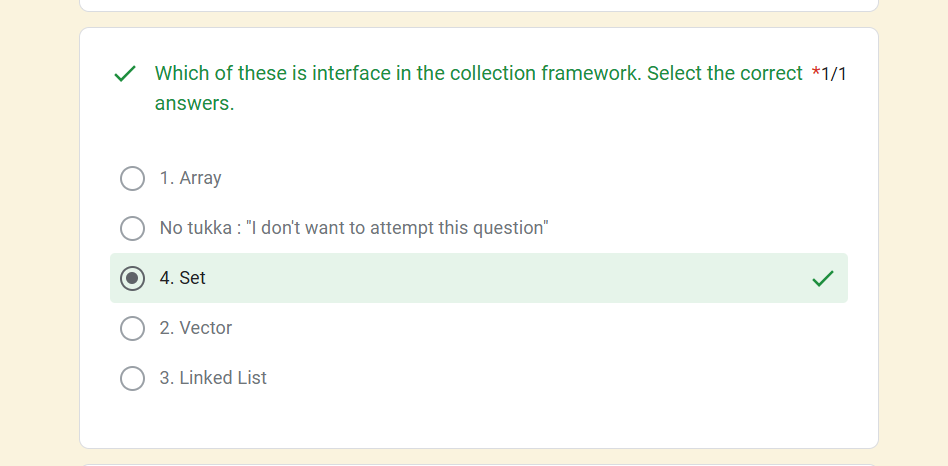 Which of these is interface in the collection framework. Select the correct *1/1
answers.
1. Array
No tukka : "I don't want to attempt this question"
4. Set
2. Vector
3. Linked List